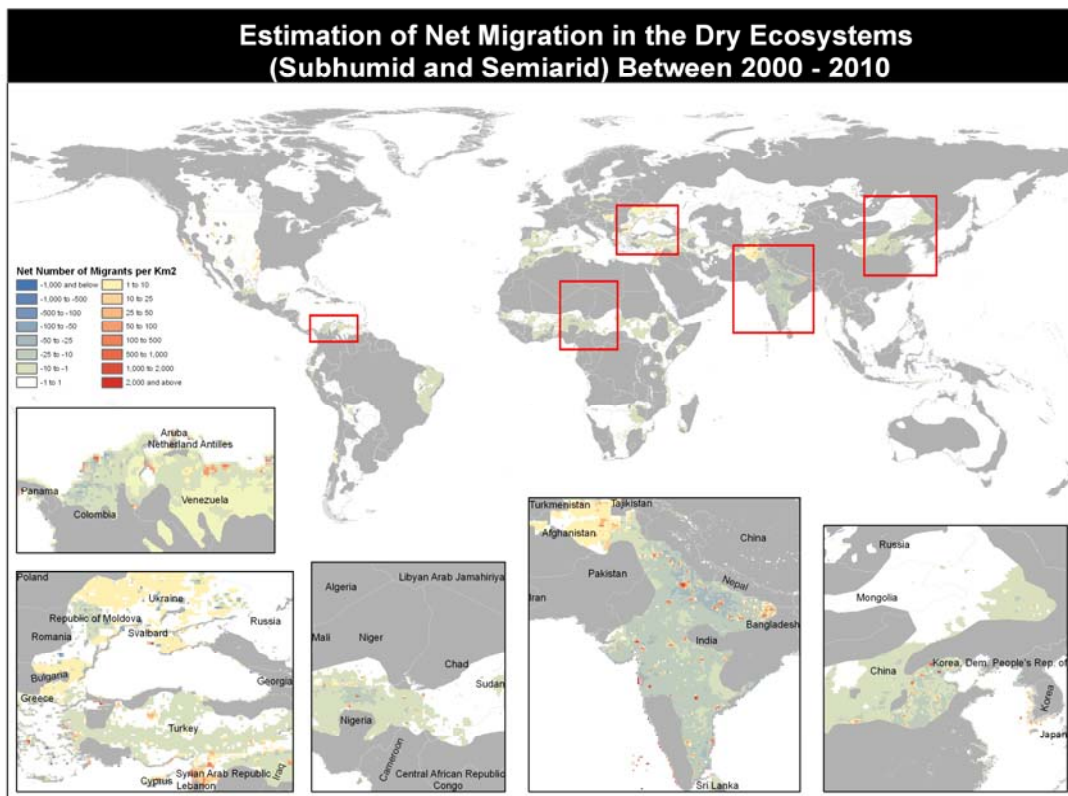 Estimation of Net Migration in the Dry Ecosystems
(Subhumid and Semiarid) Between 2000 - 2010
Net Number of Migrants per Km2
-1,000 and below
-1,000 to -500
-500 to -100
-100 to -50
-50 to -25
-25 to -10
-10 to -1
-1 to 1
1 to 10
10 to 25
25 to 50
50 to 100
100 to 500
500 to 1,000
1,000 to 2,000
2,000 and above
Aruba
Netherland Antilles
Panama
Venezuela
Colombia
Poland
Ukraine
Republic of Moldova
Russia
Romania
Svalbard
Bulgaria
Georgia
Greece
Turkey
Syrian Arab Republic
Cyprus
Lebanon
Iraq
Libyan Arab Jamahiriya
Algeria
Mali
Niger
Chad
Sudan
Nigeria
Cameroon
Central African Republic
Congo
Turkmenistan
Tajikistan
Afghanistan
China
Pakistan
Nepal
Iran
Bangladesh
India
Sri Lanka
Russia
Mongolia
China
Korea, Dem. People's Rep. of
Korea
Japan